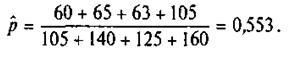 p̂ = (60 + 65 + 63 + 105) / (105 + 140 + 125 + 160) = 0,553.